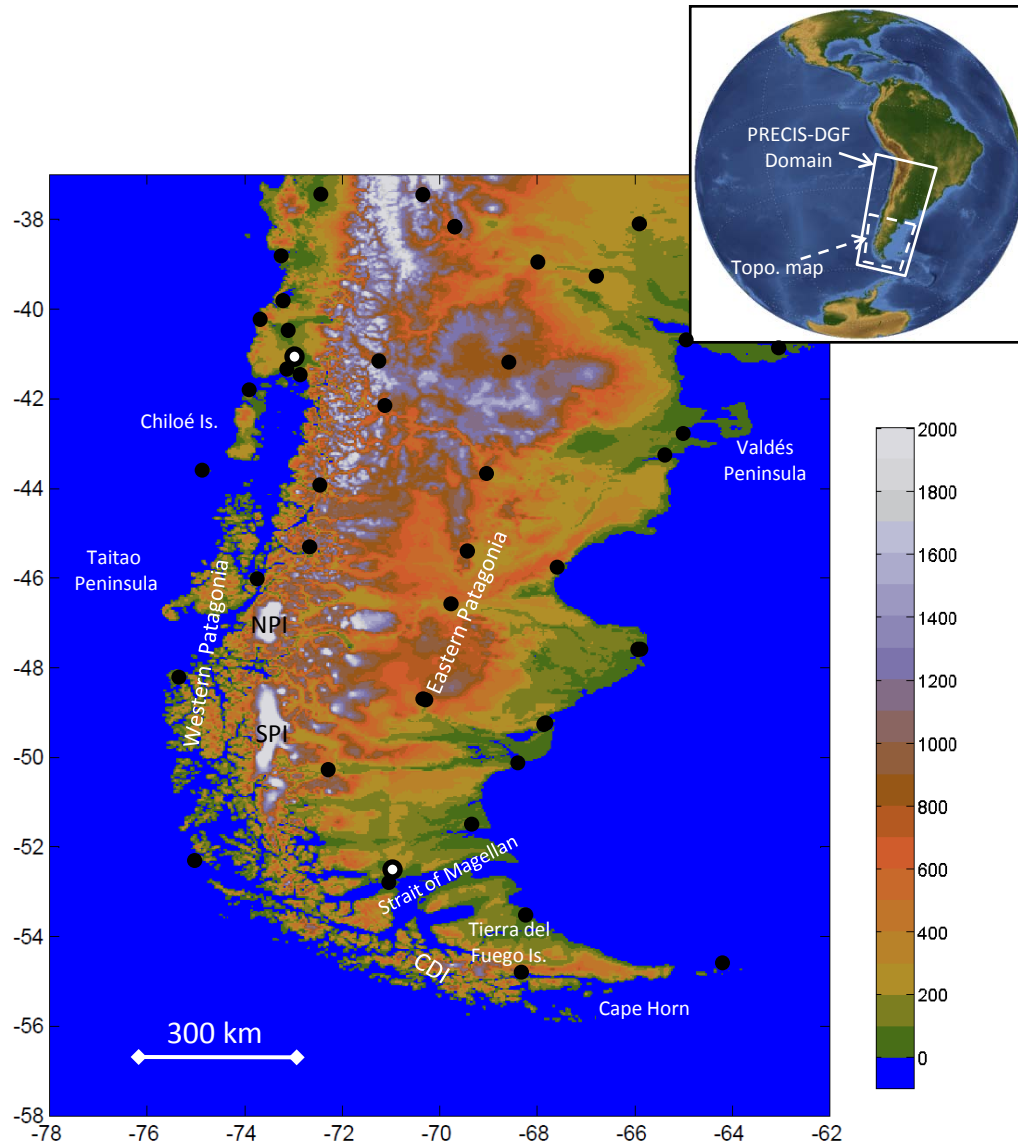 PRECIS-DGF
Domain
Topo. map
-38
-40
-42
-44
-46
-48
-50
-52
-54
-56
-58
Chiloé Is.
Valdés
Peninsula
Taitao
Peninsula
Western Patagonia
Eastern Patagonia
NPI
SPI
Strait of Magellan
Tierra del
Fuego Is.
CDI
Cape Horn
300 km
-78
-76
-74
-72
-70
-68
-66
-64
-62
2000
1800
1600
1400
1200
1000
800
600
400
200
0